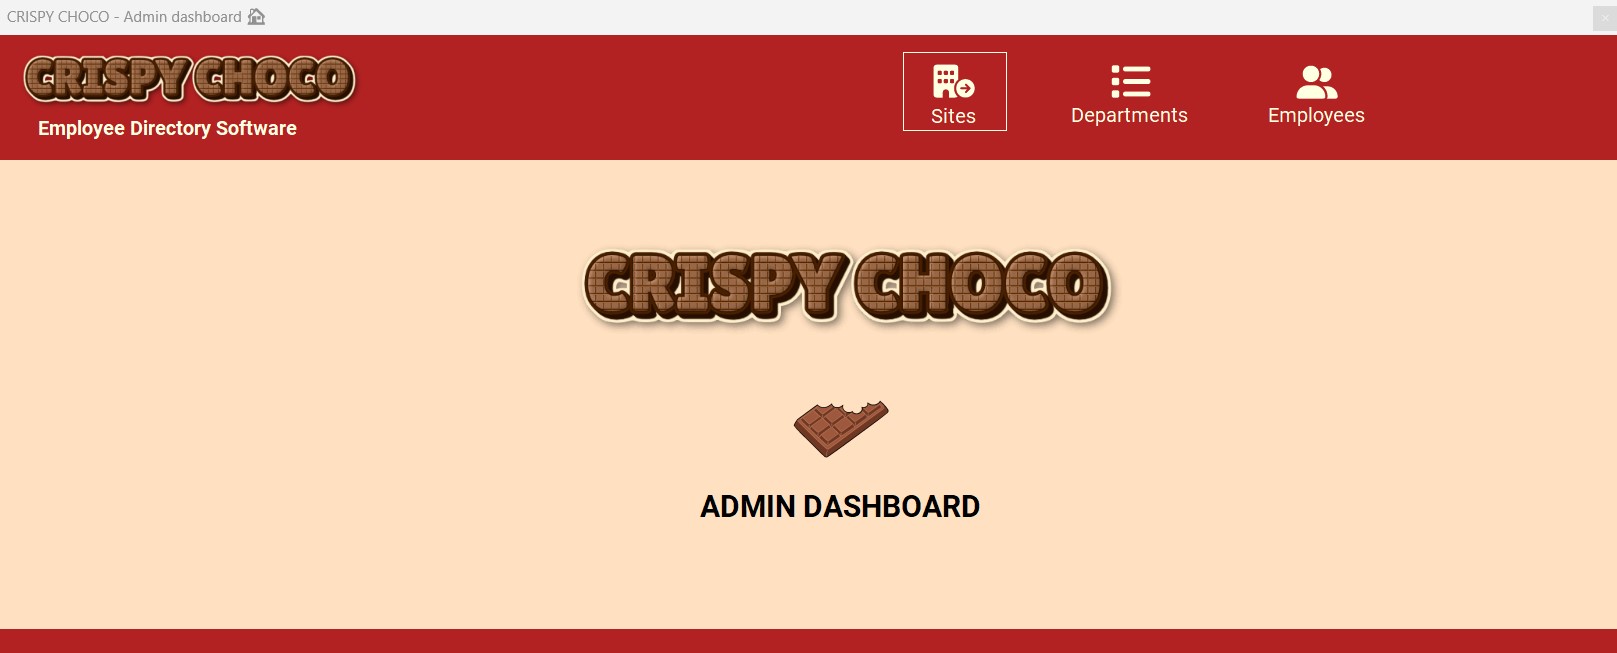 CRISPY CHOCO - Admin dashboard
CRISPY CHOCO
Employee Directory Software
Sites
Departments
Employees
CRISPY CHOCO
ADMIN DASHBOARD